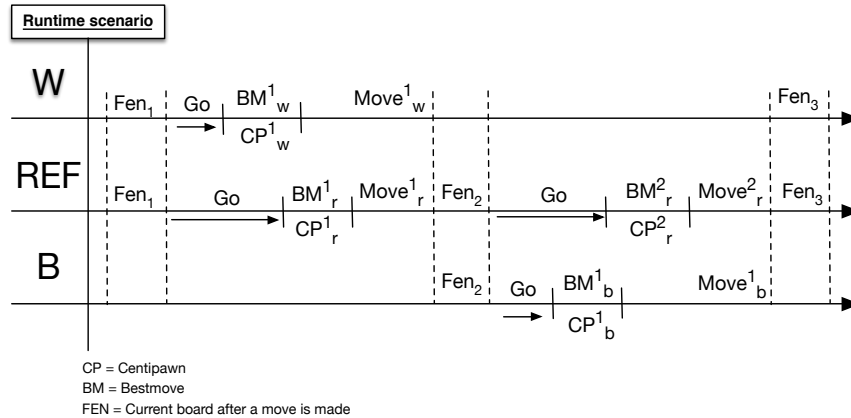 Runtime scenario
W
Fen₁ Go BM¹w Move¹w Fen₃
CP¹w
REF
Fen₁ Go BM¹r Move¹r Fen₂ Go BM²r Move²r Fen₃
CP¹r CP²r
B
Fen₂ Go BM¹b Move¹b
CP¹b
CP = Centipawn
BM = Bestmove
FEN = Current board after a move is made